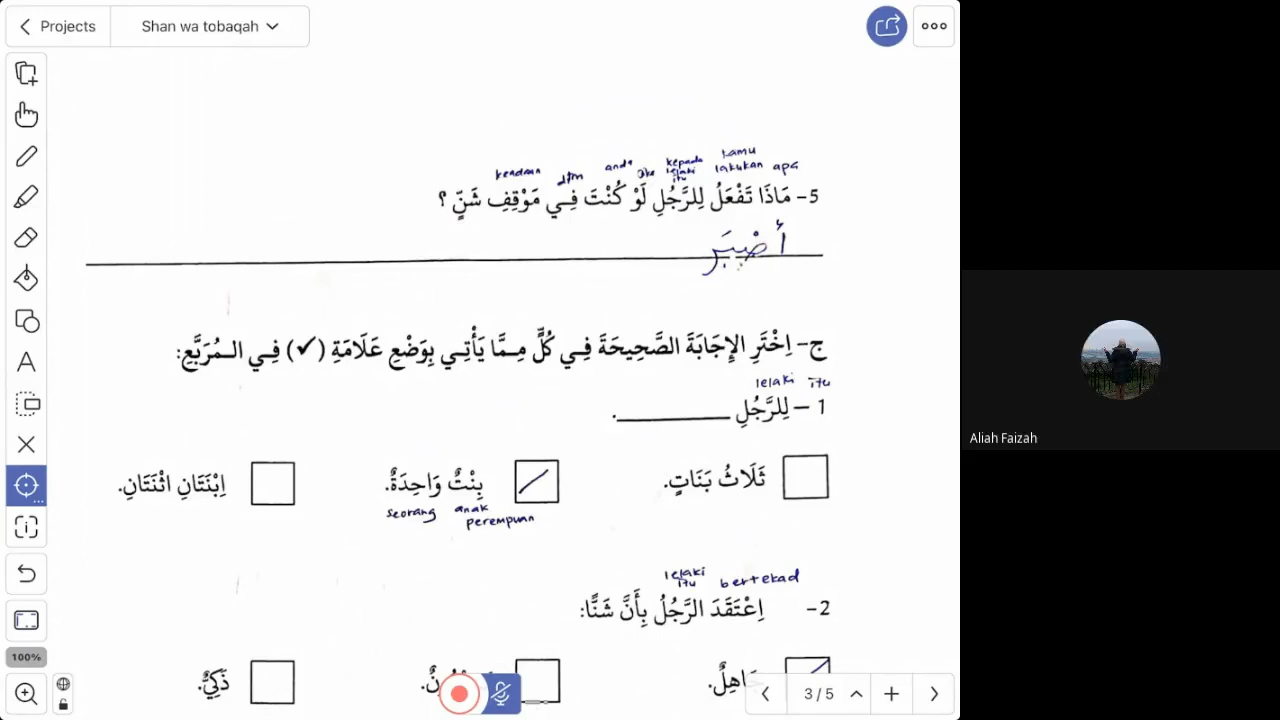 Projects
Shan wa tobaqah
keadaan dlm anda jika kepada lelaki itu kamu lakukan apa
5- مَاذَا تَفْعَلُ لِلرَّجُلِ لَوْ كُنْتَ فِي مَوْقِفِ شَنٍّ ؟
أَصْبِر
ج- اِخْتَرِ الإِجَابَةَ الصَّحِيحَةَ فِي كُلٍّ مِمَّا يَأْتِي بِوَضْعِ عَلَامَةِ (✓) فِي الْمُرَبَّعِ:
lelaki itu
1 – لِلرَّجُلِ ________.
ثَلَاثُ بَنَاتٍ. بِنْتٌ وَاحِدَةٌ. اِبْنَتَانِ اثْنَتَانِ.
seorang anak perempuan
lelaki itu bertekad
2- اِعْتَقَدَ الرَّجُلُ بِأَنَّ شَنًّا:
جَاهِلٌ. ذَكِيٌّ.
100%
3/5
Aliah Faizah